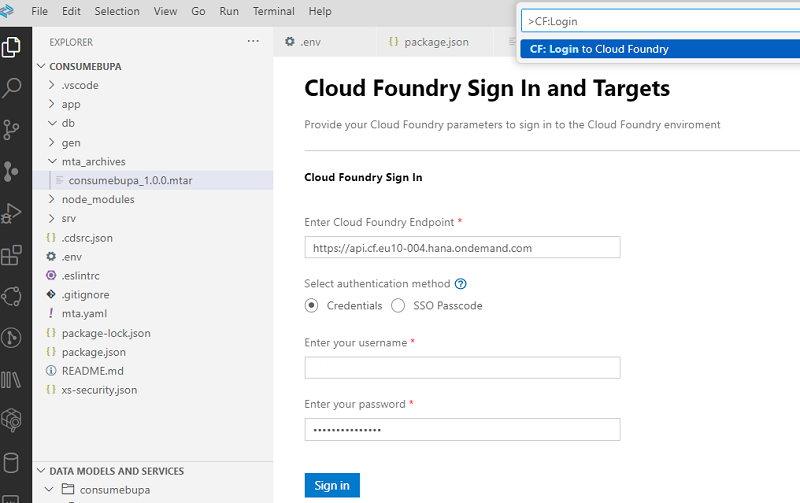 File Edit Selection View Go Run Terminal Help
>CF:Login
CF: Login to Cloud Foundry
EXPLORER ...
.env
package.json
CONSUMEBUPA
.vscode
app
db
gen
mta_archives
consumebupa_1.0.0.mtar
node_modules
srv
.cdsrc.json
.env
.eslintrc
.gitignore
mta.yaml
package-lock.json
package.json
README.md
xs-security.json
DATA MODELS AND SERVICES
consumebupa
Cloud Foundry Sign In and Targets
Provide your Cloud Foundry parameters to sign in to the Cloud Foundry enviroment
Cloud Foundry Sign In
Enter Cloud Foundry Endpoint *
https://api.cf.eu10-004.hana.ondemand.com
Select authentication method ?
Credentials SSO Passcode
Enter your username *
Enter your password *
•••••••••••••••
Sign in